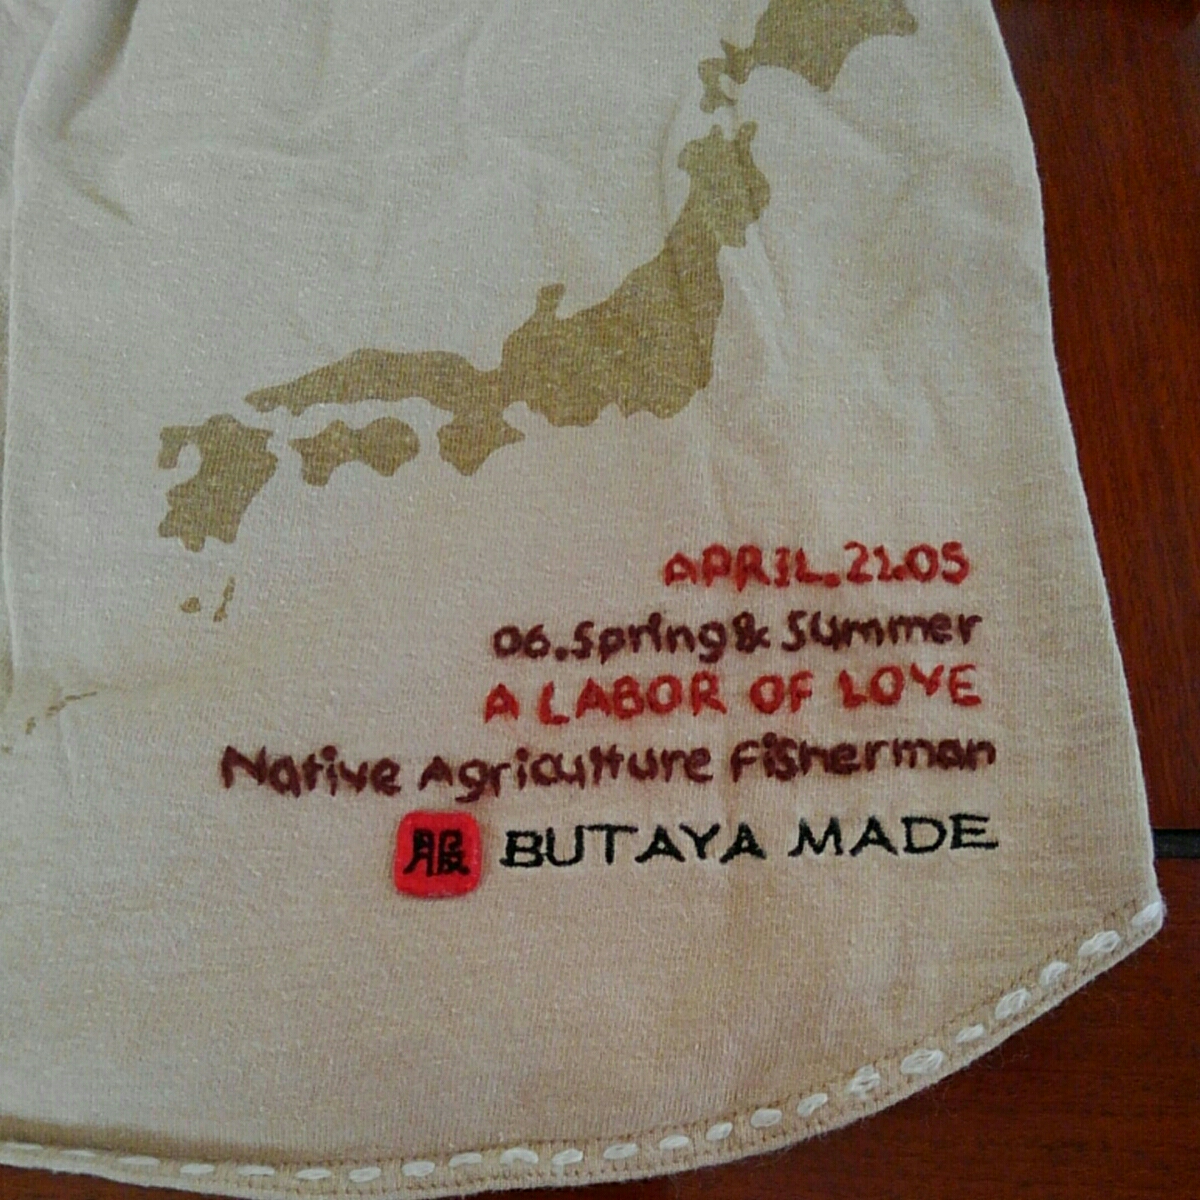 APRIL.22.05
06.Spring& Summer
A LABOR OF LOVE
Native Agriculture Fisherman
服 BUTAYA MADE